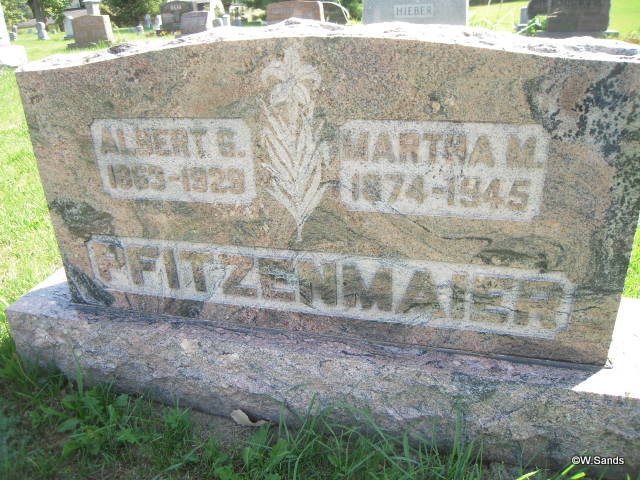 HIEBER
ALBERT G.
1863-1929
MARTHA M.
1874-1945
PFITZENMAIER
©W.Sands